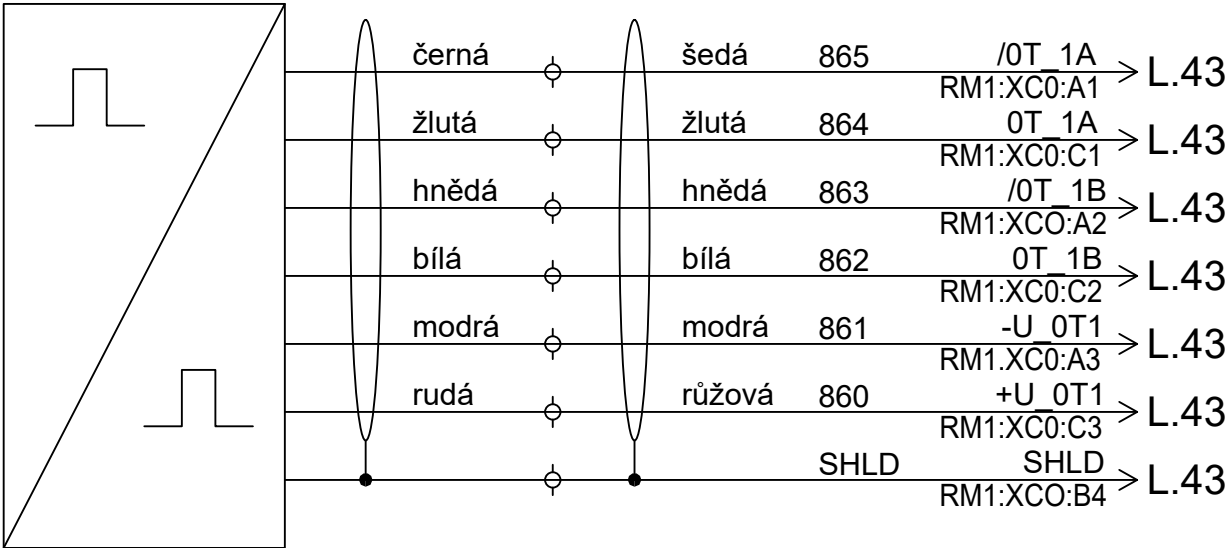 černá šedá 865 /0T_1A L.43
RM1:XC0:A1
žlutá žlutá 864 0T_1A L.43
RM1:XC0:C1
hnědá hnědá 863 /0T_1B L.43
RM1:XCO:A2
bílá bílá 862 0T_1B L.43
RM1:XC0:C2
modrá modrá 861 -U_0T1 L.43
RM1.XC0:A3
rudá růžová 860 +U_0T1 L.43
RM1:XC0:C3
SHLD SHLD L.43
RM1:XCO:B4